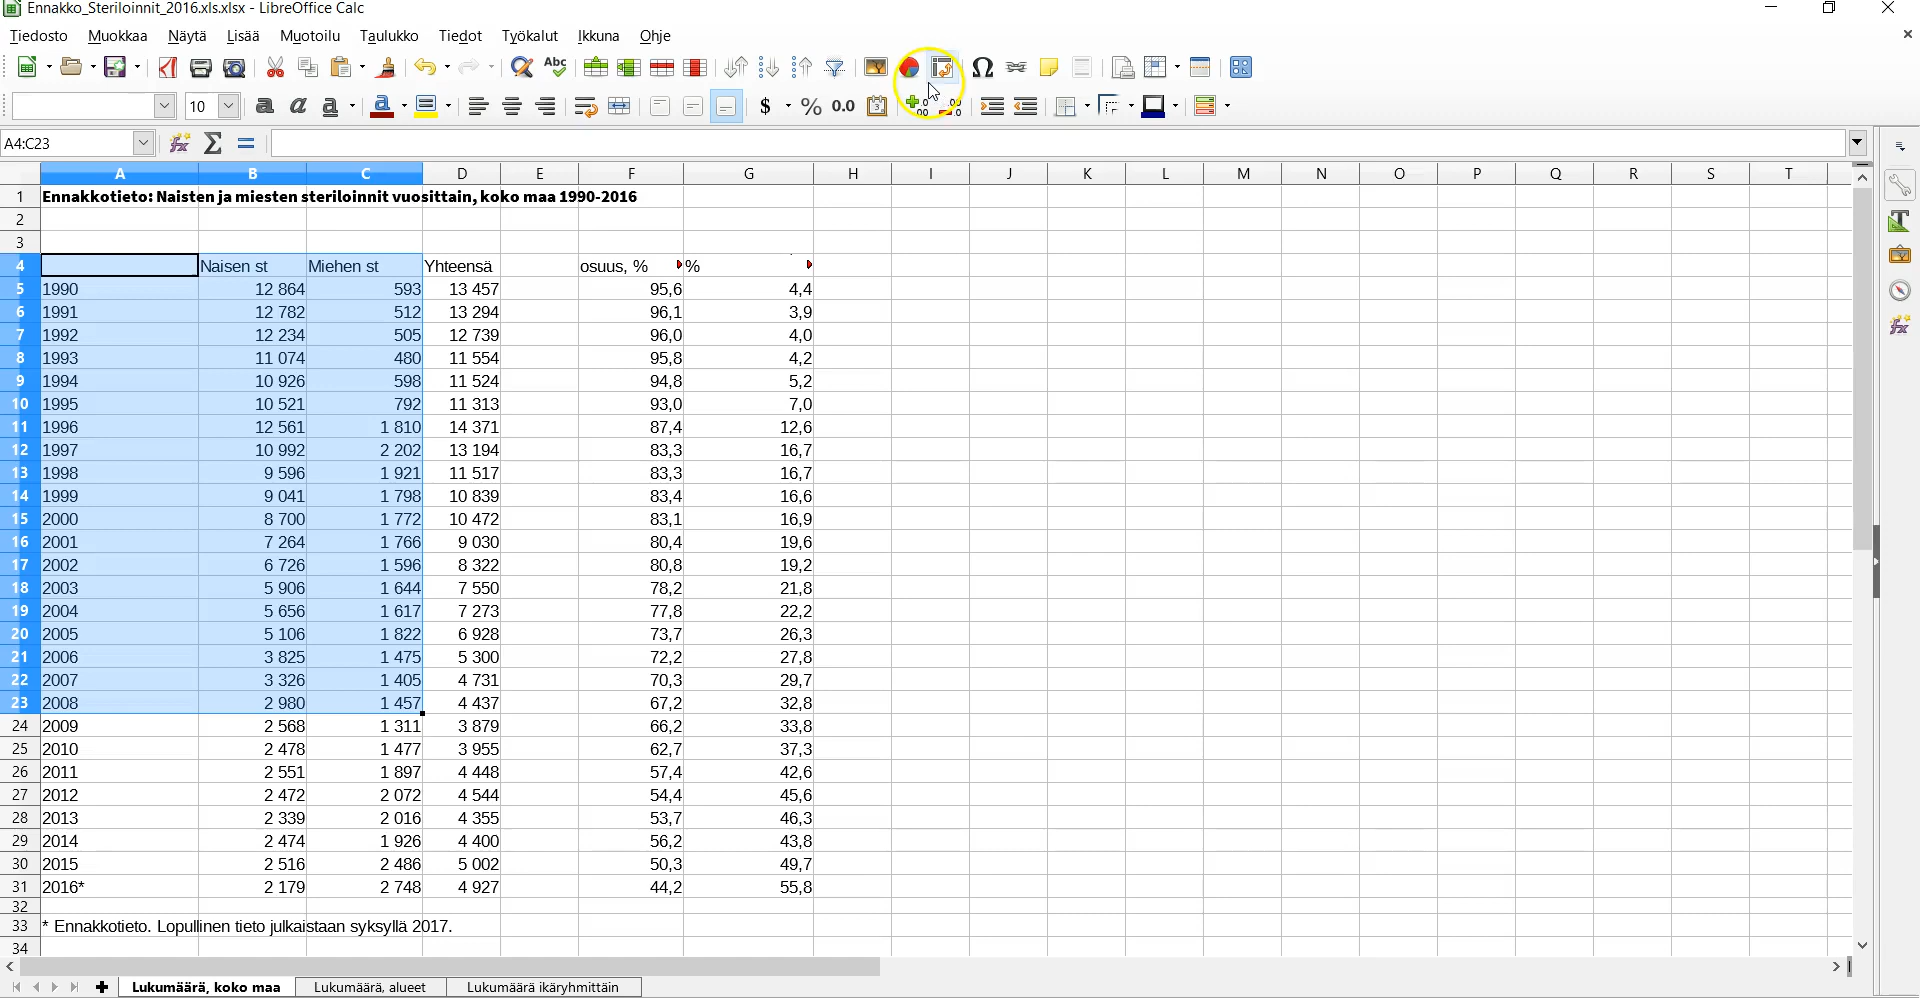 Ennakko_Steriloinnit_2016.xls.xlsx - LibreOffice Calc
Tiedosto Muokkaa Näytä Lisää Muotoilu Taulukko Tiedot Työkalut Ikkuna Ohje
Abc Ω
10 a a a $ % 0.0
A4:C23 fx Σ =
A B C D E F G H I J K L M N O P Q R S T
1 Ennakkotieto: Naisten ja miesten steriloinnit vuosittain, koko maa 1990-2016
2
3
4 Naisen st Miehen st Yhteensä osuus, % %
5 1990 12 864 593 13 457 95,6 4,4
6 1991 12 782 512 13 294 96,1 3,9
7 1992 12 234 505 12 739 96,0 4,0
8 1993 11 074 480 11 554 95,8 4,2
9 1994 10 926 598 11 524 94,8 5,2
10 1995 10 521 792 11 313 93,0 7,0
11 1996 12 561 1 810 14 371 87,4 12,6
12 1997 10 992 2 202 13 194 83,3 16,7
13 1998 9 596 1 921 11 517 83,3 16,7
14 1999 9 041 1 798 10 839 83,4 16,6
15 2000 8 700 1 772 10 472 83,1 16,9
16 2001 7 264 1 766 9 030 80,4 19,6
17 2002 6 726 1 596 8 322 80,8 19,2
18 2003 5 906 1 644 7 550 78,2 21,8
19 2004 5 656 1 617 7 273 77,8 22,2
20 2005 5 106 1 822 6 928 73,7 26,3
21 2006 3 825 1 475 5 300 72,2 27,8
22 2007 3 326 1 405 4 731 70,3 29,7
23 2008 2 980 1 457 4 437 67,2 32,8
24 2009 2 568 1 311 3 879 66,2 33,8
25 2010 2 478 1 477 3 955 62,7 37,3
26 2011 2 551 1 897 4 448 57,4 42,6
27 2012 2 472 2 072 4 544 54,4 45,6
28 2013 2 339 2 016 4 355 53,7 46,3
29 2014 2 474 1 926 4 400 56,2 43,8
30 2015 2 516 2 486 5 002 50,3 49,7
31 2016* 2 179 2 748 4 927 44,2 55,8
32
33 * Ennakkotieto. Lopullinen tieto julkaistaan syksyllä 2017.
34
Lukumäärä, koko maa Lukumäärä, alueet Lukumäärä ikäryhmittäin